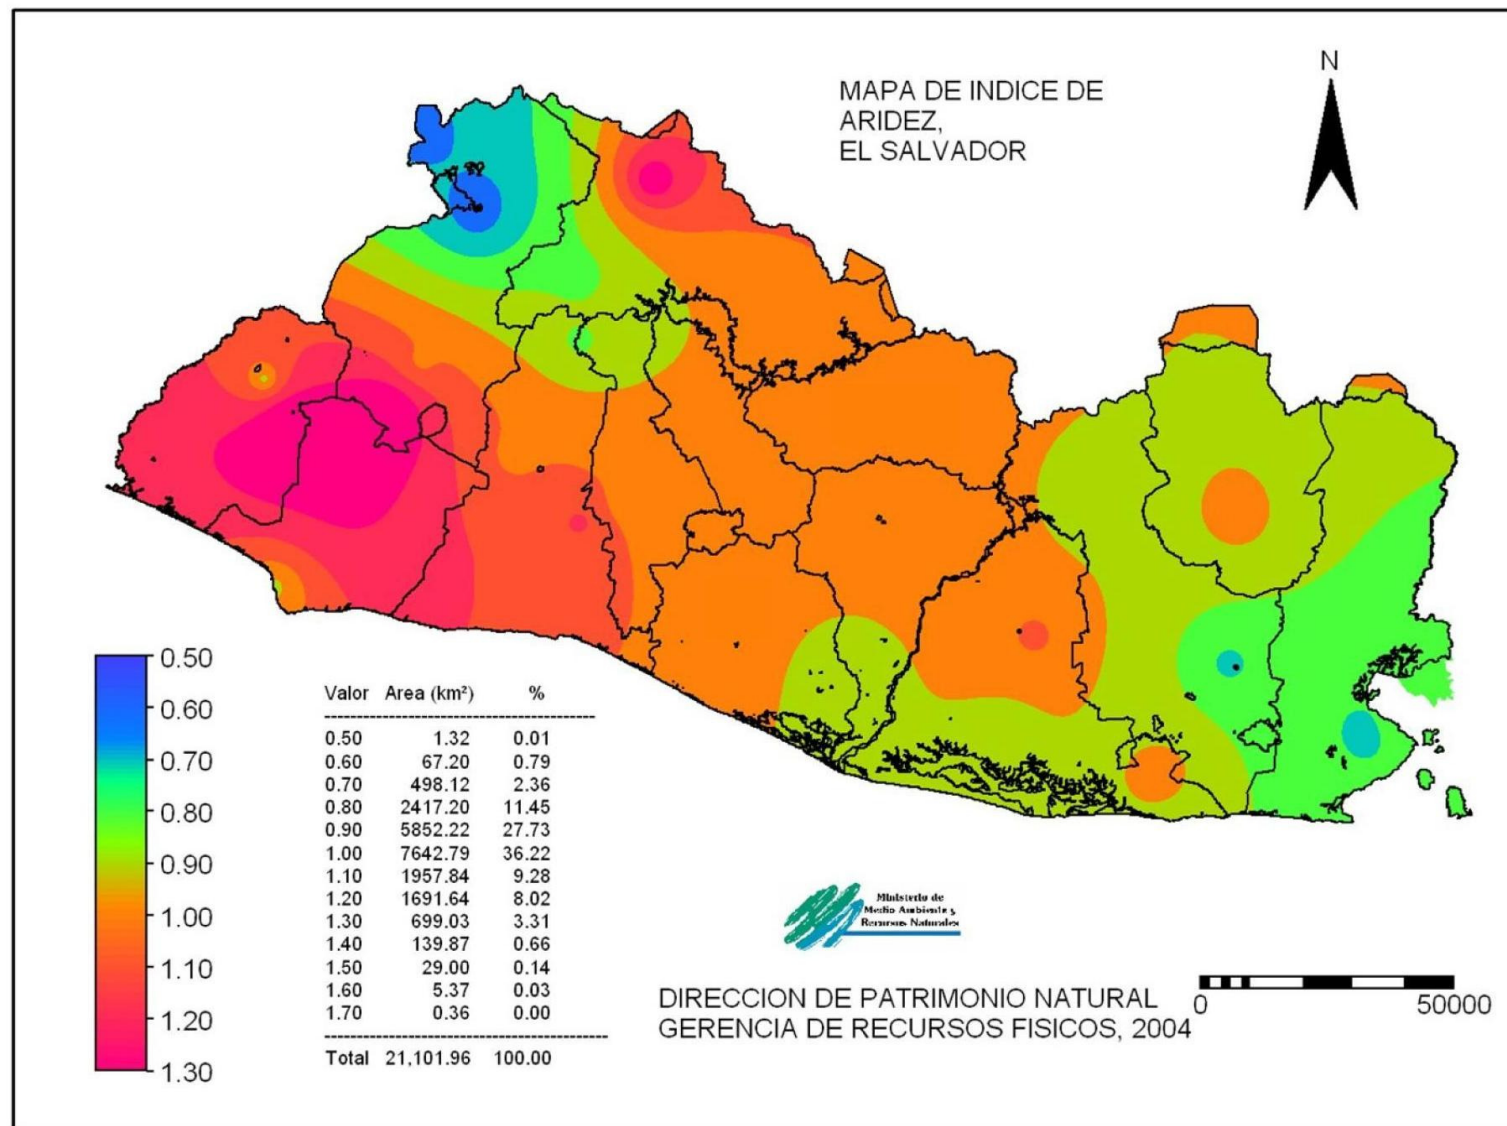 N
MAPA DE INDICE DE
ARIDEZ,
EL SALVADOR
0.50
0.60
0.70
0.80
0.90
1.00
1.10
1.20
1.30
Valor Area (km²) %
------------------------------------------
0.50 1.32 0.01
0.60 67.20 0.79
0.70 498.12 2.36
0.80 2417.20 11.45
0.90 5852.22 27.73
1.00 7642.79 36.22
1.10 1957.84 9.28
1.20 1691.64 8.02
1.30 699.03 3.31
1.40 139.87 0.66
1.50 29.00 0.14
1.60 5.37 0.03
1.70 0.36 0.00
------------------------------------------
Total 21,101.96 100.00
Ministerio de
Medio Ambiente y
Recursos Naturales
DIRECCION DE PATRIMONIO NATURAL
GERENCIA DE RECURSOS FISICOS, 2004
0 50000